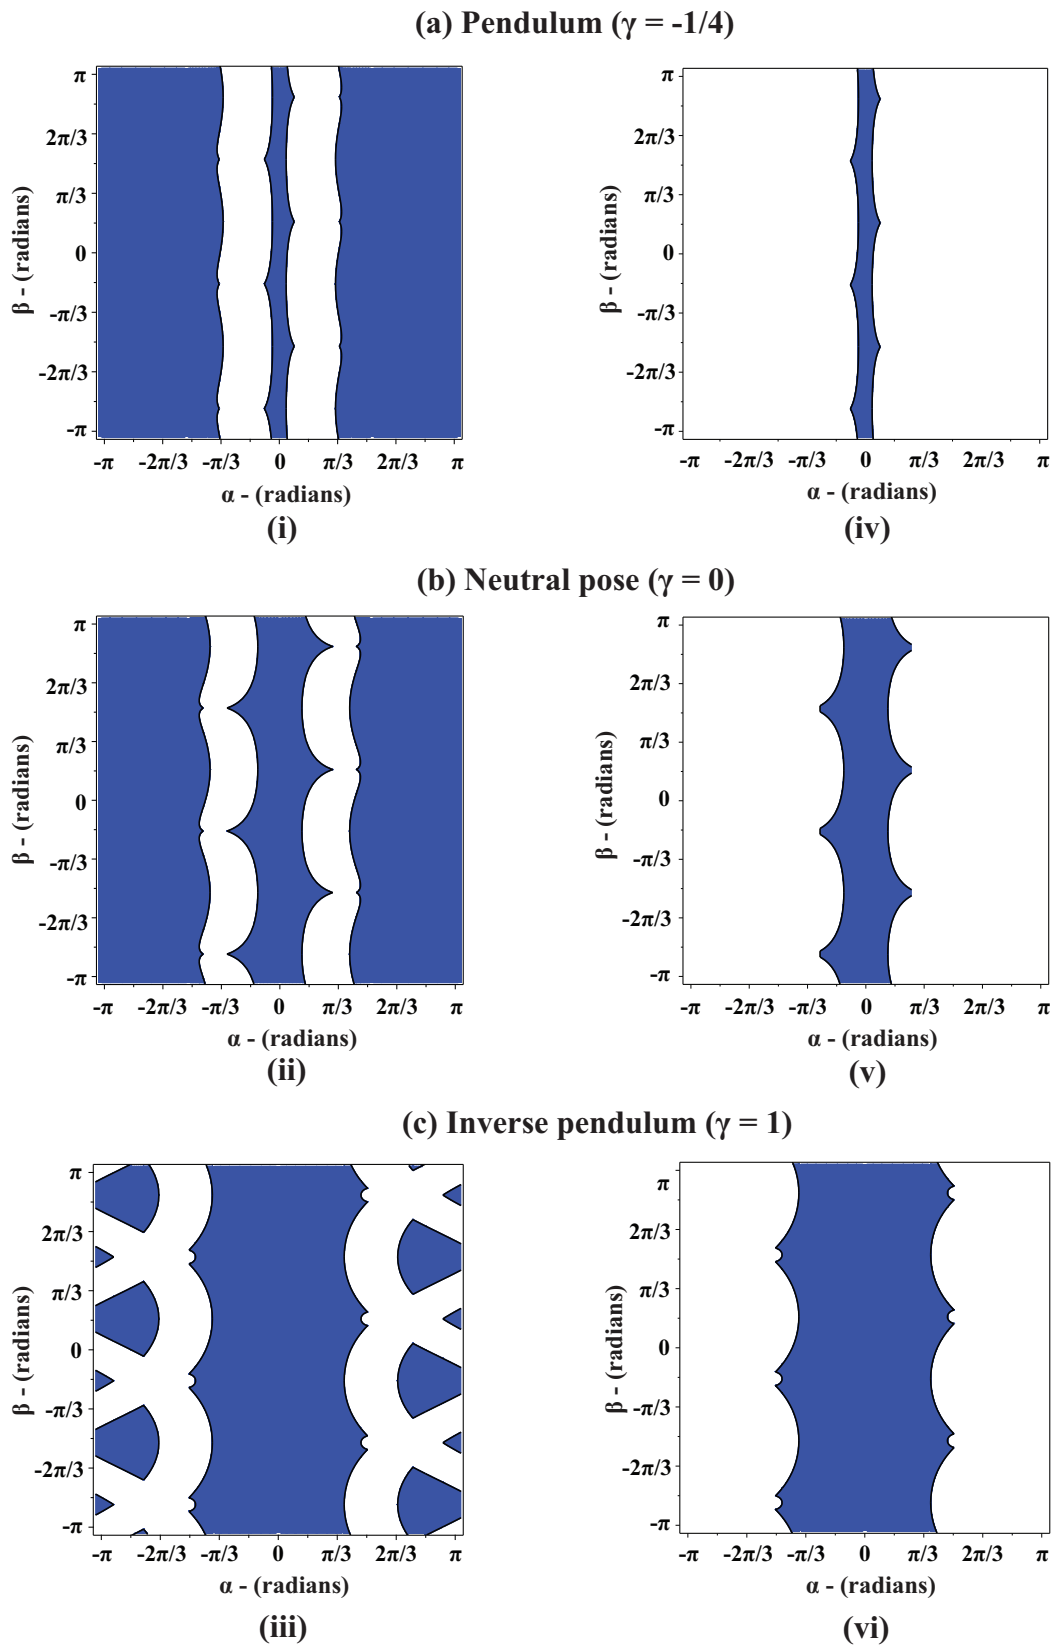 (a) Pendulum (γ = -1/4)
π
2π/3
π/3
0
-π/3
-2π/3
-π
β - (radians)
-π -2π/3 -π/3 0 π/3 2π/3 π
α - (radians)
(i)
π
2π/3
π/3
0
-π/3
-2π/3
-π
β - (radians)
-π -2π/3 0 π/3 2π/3 π
α - (radians)
(iv)
(b) Neutral pose (γ = 0)
π
2π/3
π/3
0
-π/3
-2π/3
-π
β - (radians)
-π -2π/3 -π/3 0 π/3 2π/3 π
α - (radians)
(ii)
π
2π/3
π/3
0
-π/3
-2π/3
-π
β - (radians)
-π -2π/3 0 π/3 2π/3 π
α - (radians)
(v)
(c) Inverse pendulum (γ = 1)
π
2π/3
π/3
0
-π/3
-2π/3
-π
β - (radians)
-π -2π/3 -π/3 0 π/3 2π/3 π
α - (radians)
(iii)
π
2π/3
π/3
0
-π/3
-2π/3
-π
β - (radians)
-π -π/3 0 π/3 2π/3 π
α - (radians)
(vi)